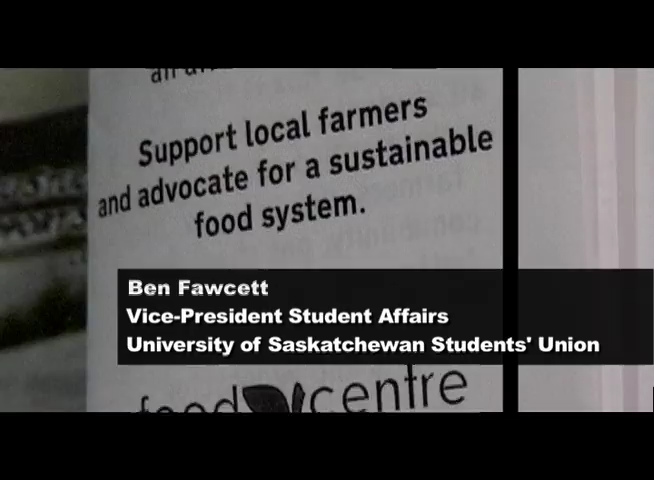 Support local farmers
and advocate for a sustainable
food system.
Ben Fawcett
Vice-President Student Affairs
University of Saskatchewan Students' Union
food centre